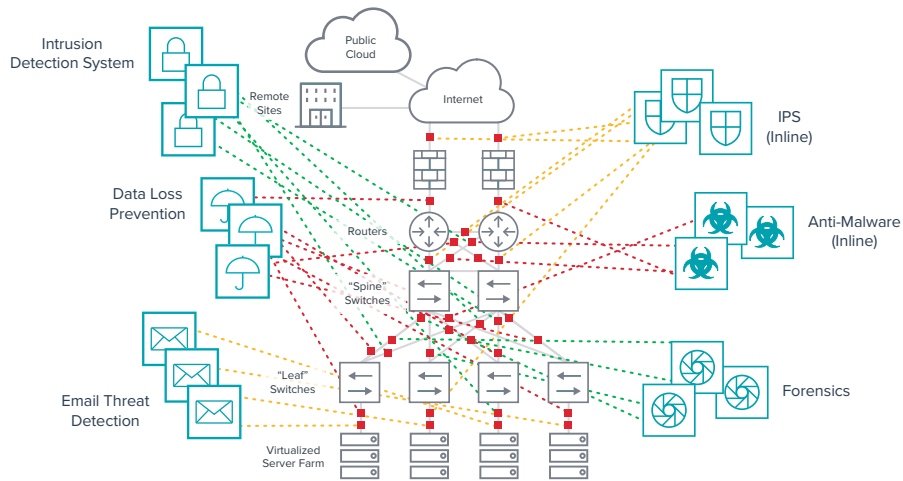 Public
Cloud
Intrusion
Detection System
Internet
Remote
Sites
IPS
(Inline)
Data Loss
Prevention
Routers
Anti-Malware
(Inline)
"Spine"
Switches
"Leaf"
Switches
Email Threat
Detection
Forensics
Virtualized
Server Farm